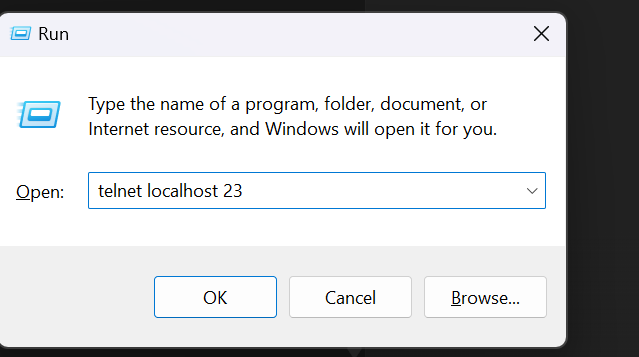 Run
Type the name of a program, folder, document, or
Internet resource, and Windows will open it for you.
Open: telnet localhost 23
OK Cancel Browse...